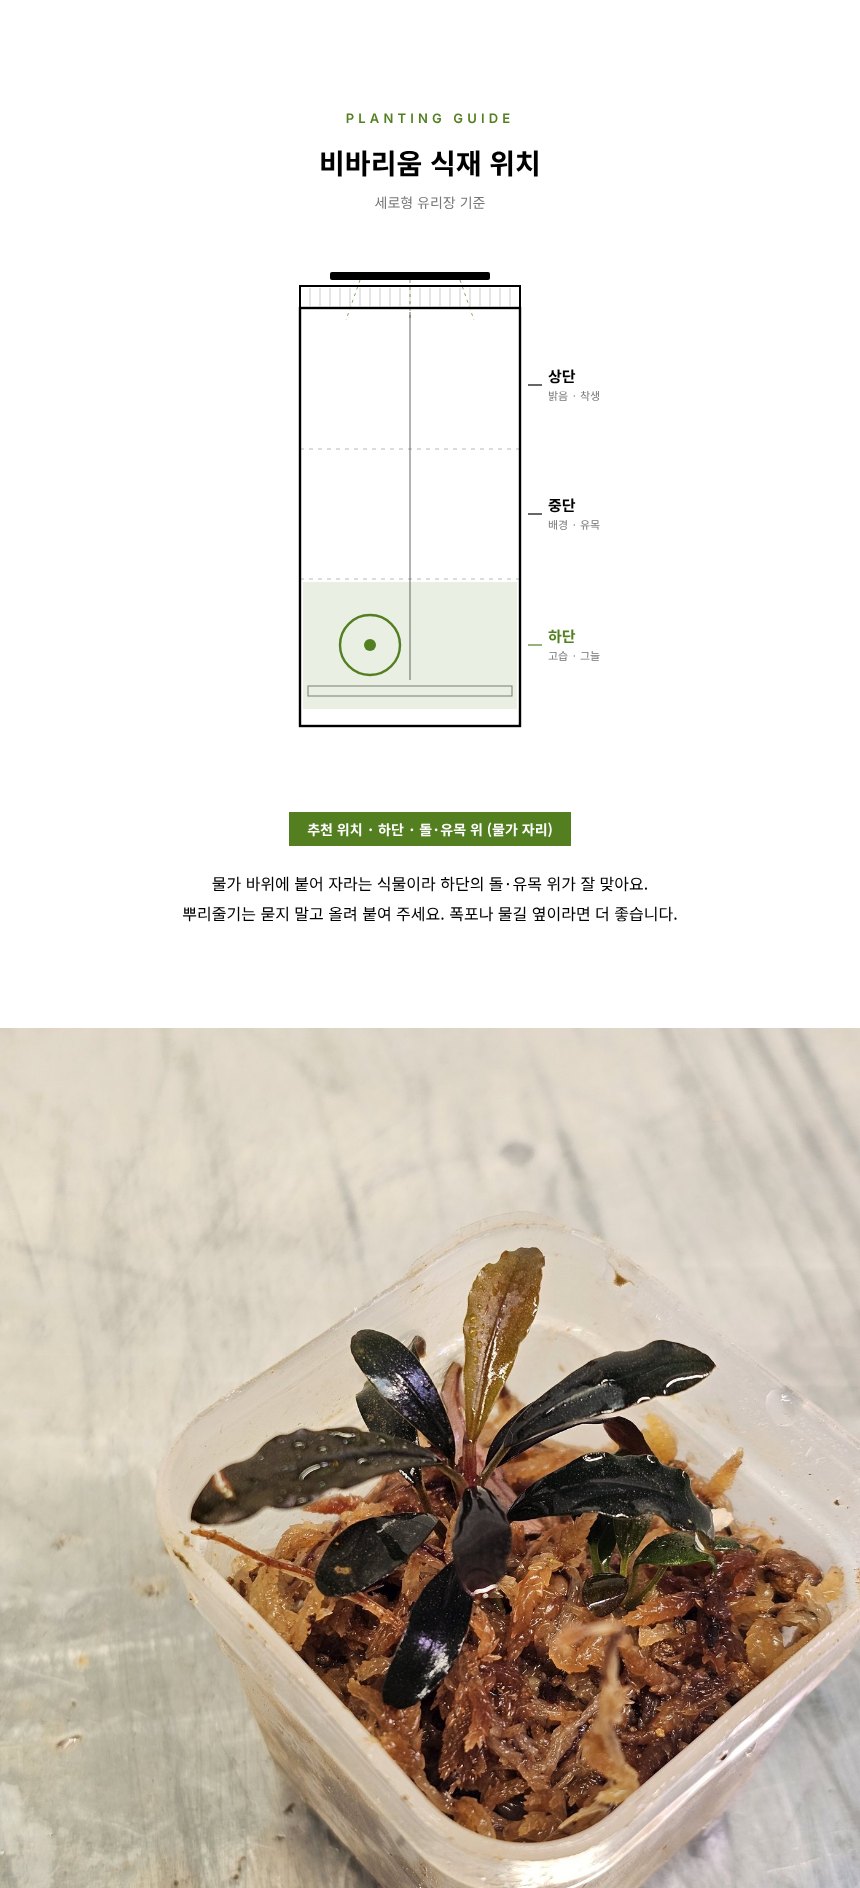 PLANTING GUIDE
비바리움 식재 위치
세로형 유리장 기준
상단
밝음 · 착생
중단
배경 · 유목
하단
고습 · 그늘
추천 위치 · 하단 · 돌·유목 위 (물가 자리)
물가 바위에 붙어 자라는 식물이라 하단의 돌·유목 위가 잘 맞아요.
뿌리줄기는 묻지 말고 올려 붙여 주세요. 폭포나 물길 옆이라면 더 좋습니다.